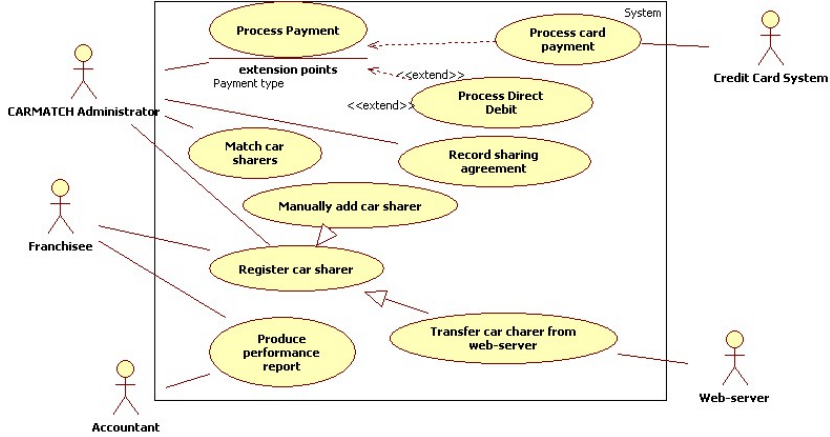 System
Process Payment
Process card
payment
extension points
Payment type
Credit Card System
<<extend>>
Process Direct
Debit
<<extend>>
CARMATCH Administrator
Match car
sharers
Record sharing
agreement
Manually add car sharer
Franchisee
Register car sharer
Transfer car charer from
web-server
Produce
performance
report
Web-server
Accountant